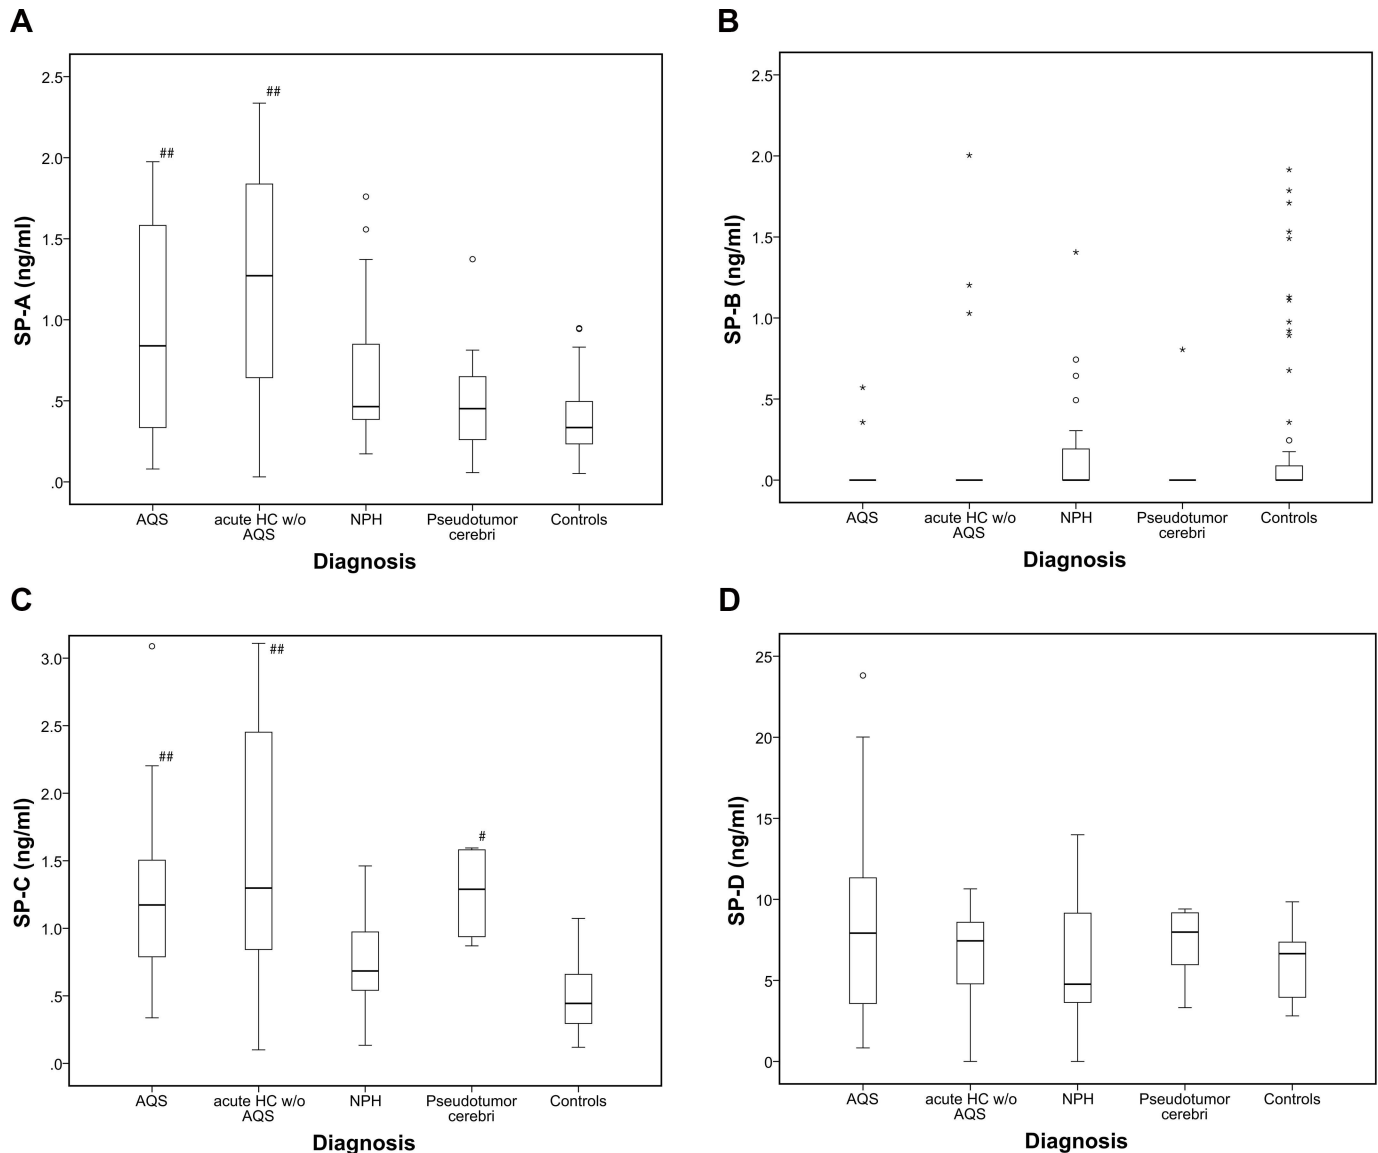 A
SP-A (ng/ml)
2.5
2.0
1.5
1.0
.5
.0
##
##
AQS
acute HC w/o
AQS
NPH
Pseudotumor
cerebri
Controls
Diagnosis
B
SP-B (ng/ml)
2.5
2.0
1.5
1.0
.5
.0
AQS
acute HC w/o
AQS
NPH
Pseudotumor
cerebri
Controls
Diagnosis
C
SP-C (ng/ml)
3.0
2.5
2.0
1.5
1.0
.5
.0
##
##
#
AQS
acute HC w/o
AQS
NPH
Pseudotumor
cerebri
Controls
Diagnosis
D
SP-D (ng/ml)
25
20
15
10
5
0
AQS
acute HC w/o
AQS
NPH
Pseudotumor
cerebri
Controls
Diagnosis